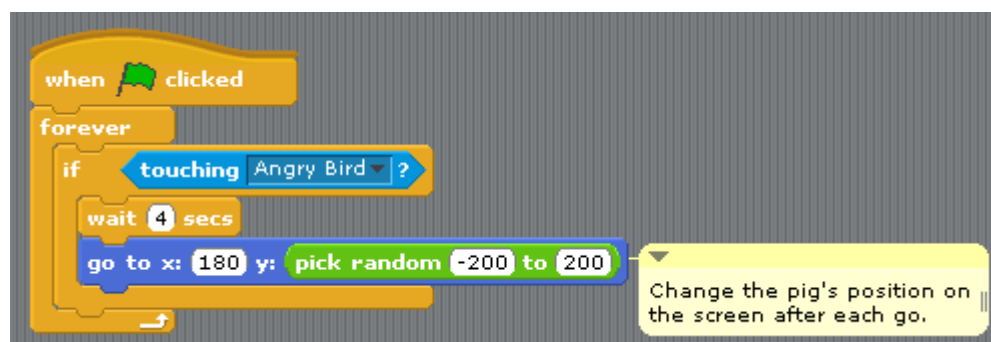 when clicked
forever
if touching Angry Bird ?
wait 4 secs
go to x: 180 y: pick random -200 to 200
Change the pig's position on
the screen after each go.